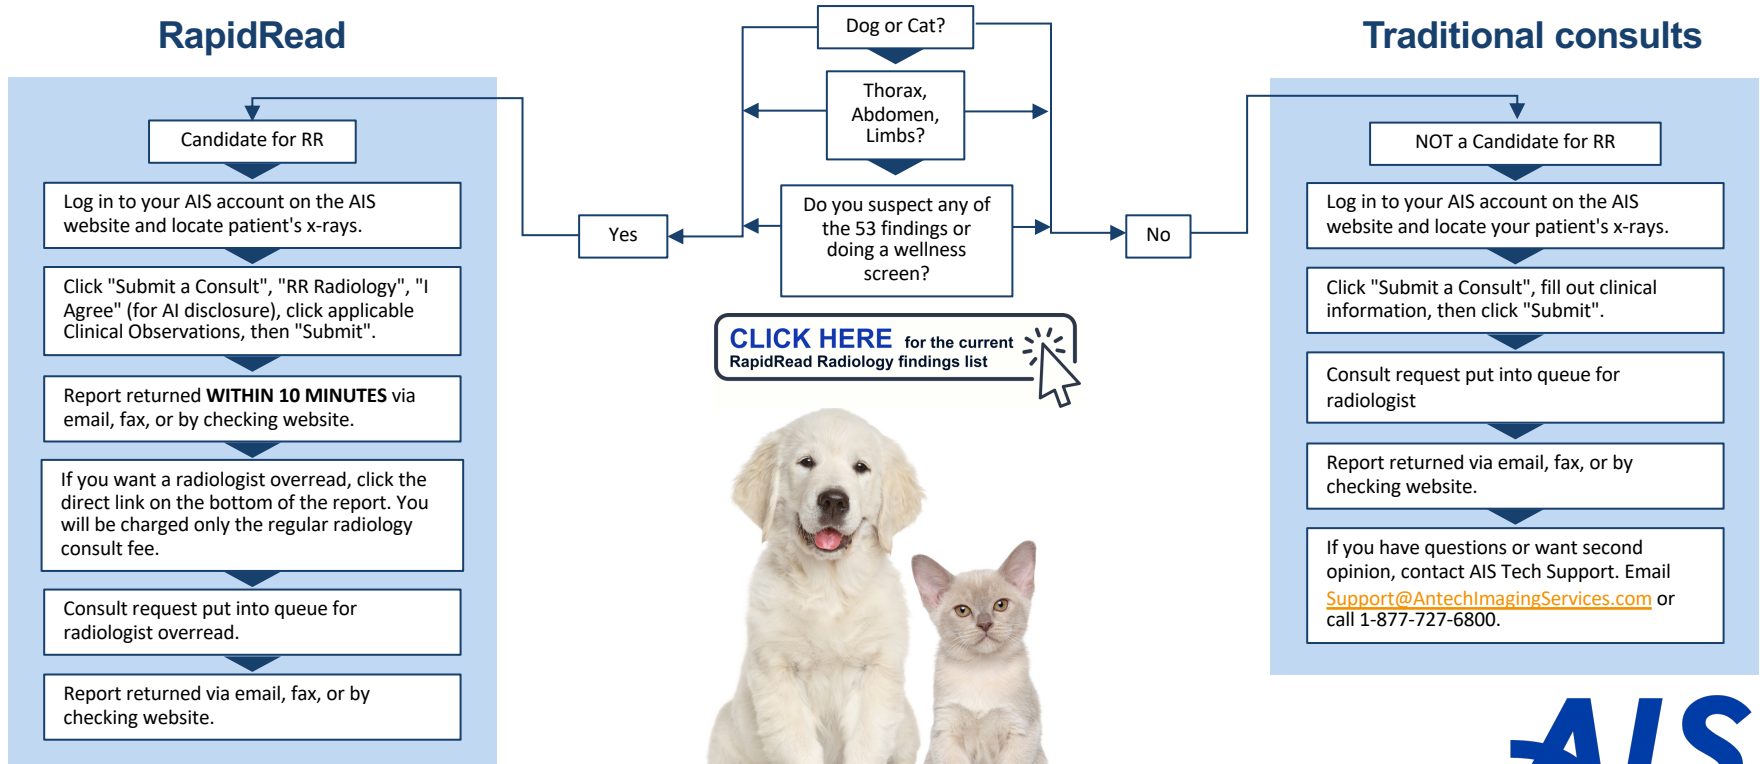 RapidRead
Candidate for RR
Log in to your AIS account on the AIS
website and locate patient's x-rays.
Click "Submit a Consult", "RR Radiology", "I
Agree" (for AI disclosure), click applicable
Clinical Observations, then "Submit".
Report returned WITHIN 10 MINUTES via
email, fax, or by checking website.
If you want a radiologist overread, click the
direct link on the bottom of the report. You
will be charged only the regular radiology
consult fee.
Consult request put into queue for
radiologist overread.
Report returned via email, fax, or by
checking website.
Dog or Cat?
Thorax,
Abdomen,
Limbs?
Do you suspect any of
the 53 findings or
doing a wellness
screen?
Yes
No
CLICK HERE for the current
RapidRead Radiology findings list
Traditional consults
NOT a Candidate for RR
Log in to your AIS account on the AIS
website and locate your patient's x-rays.
Click "Submit a Consult", fill out clinical
information, then click "Submit".
Consult request put into queue for
radiologist
Report returned via email, fax, or by
checking website.
If you have questions or want second
opinion, contact AIS Tech Support. Email
Support@AntechImagingServices.com or
call 1-877-727-6800.
AIS